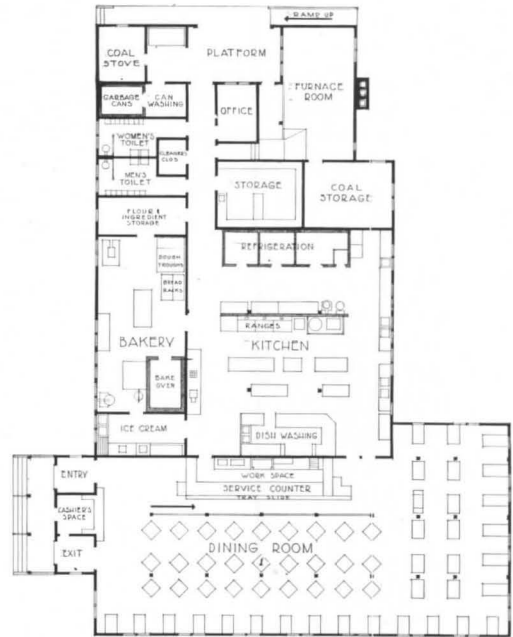 RAMP UP
COAL
STOVE
PLATFORM
FURNACE
ROOM
GARBAGE
CANS
CAN
WASHING
OFFICE
WOMEN'S
TOILET
CLEANERS
CLOS.
MEN'S
TOILET
STORAGE
COAL
STORAGE
FLOUR &
INGREDIENT
STORAGE
REFRIGERATION
DOUGH
TROUGHS
BREAD
RACKS
RANGES
BAKERY
KITCHEN
BAKE
OVEN
ICE CREAM
DISH WASHING
ENTRY
WORK SPACE
SERVICE COUNTER
TRAY SLIDE
CASHIER'S
SPACE
EXIT
DINING ROOM